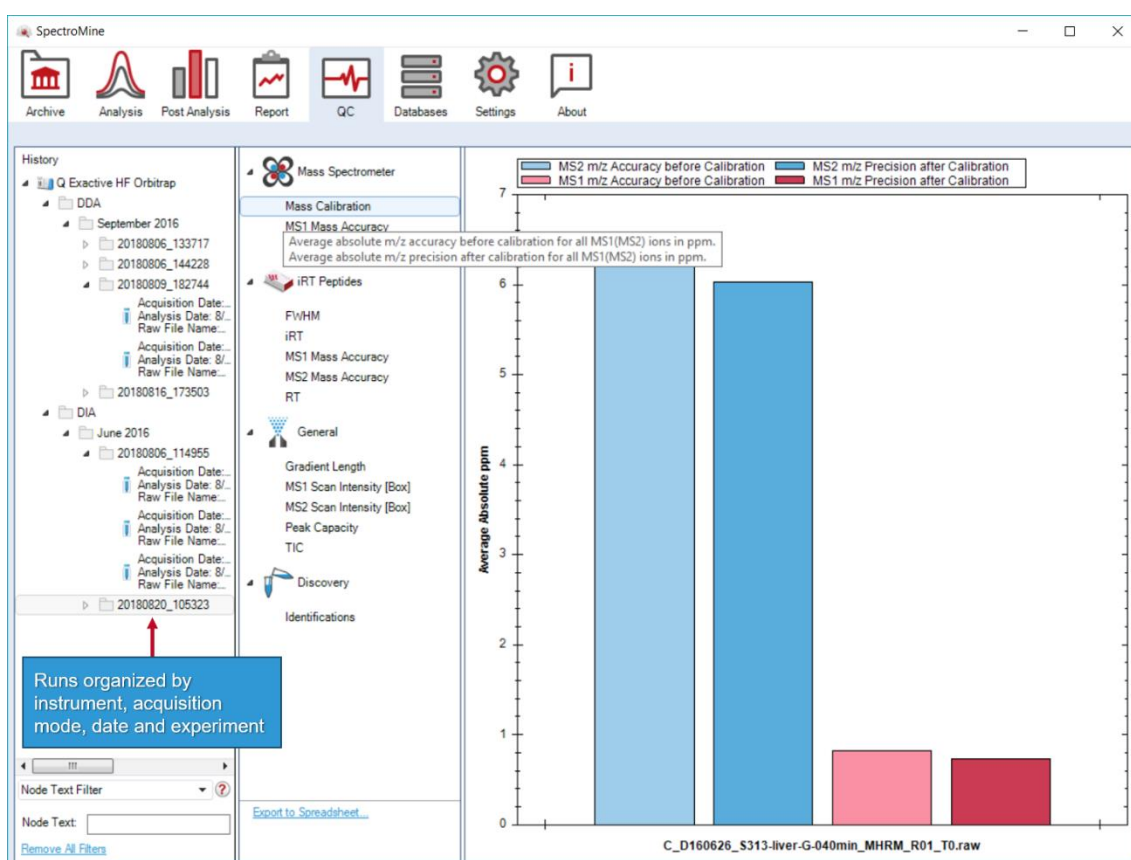 SpectroMine
Archive
Analysis
Post Analysis
Report
QC
Databases
Settings
About
History
Q Exactive HF Orbitrap
DDA
September 2016
20180806_133717
20180806_144228
20180809_182744
Acquisition Date:...
Analysis Date: 8/...
Raw File Name:...
Acquisition Date:...
Analysis Date: 8/...
Raw File Name:...
20180816_173503
DIA
June 2016
20180806_114955
Acquisition Date:...
Analysis Date: 8/...
Raw File Name:...
Acquisition Date:...
Analysis Date: 8/...
Raw File Name:...
Acquisition Date:...
Analysis Date: 8/...
Raw File Name:...
20180820_105323
Runs organized by
instrument, acquisition
mode, date and experiment
Node Text Filter
Node Text:
Remove All Filters
Mass Spectrometer
Mass Calibration
MS1 Mass Accuracy
Average absolute m/z accuracy before calibration for all MS1(MS2) ions in ppm.
Average absolute m/z precision after calibration for all MS1(MS2) ions in ppm.
iRT Peptides
FWHM
iRT
MS1 Mass Accuracy
MS2 Mass Accuracy
RT
General
Gradient Length
MS1 Scan Intensity [Box]
MS2 Scan Intensity [Box]
Peak Capacity
TIC
Discovery
Identifications
Export to Spreadsheet...
MS2 m/z Accuracy before Calibration
MS2 m/z Precision after Calibration
MS1 m/z Accuracy before Calibration
MS1 m/z Precision after Calibration
7
6
5
4
3
2
1
0
Average Absolute ppm
C_D160626_S313-liver-G-040min_MHRM_R01_T0.raw